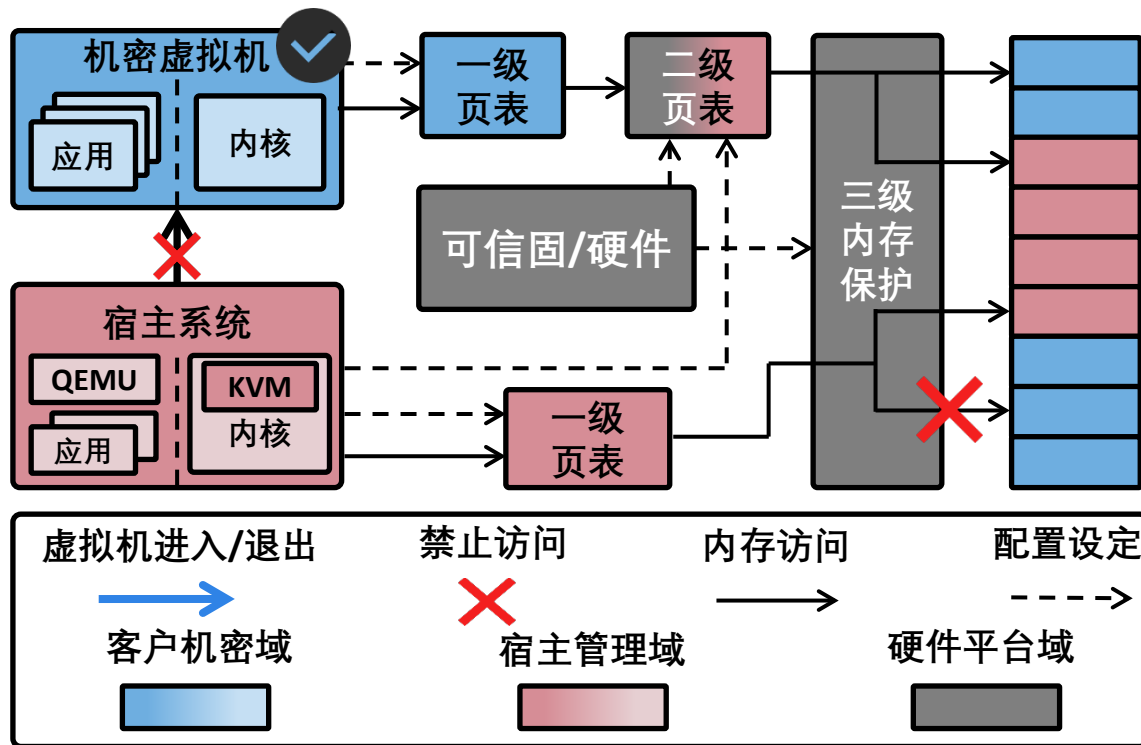 机密虚拟机
应用
内核
一级
页表
二级
页表
可信固/硬件
三级
内存
保护
宿主系统
QEMU
KVM
内核
应用
一级
页表
虚拟机进入/退出
禁止访问
内存访问
配置设定
客户机密域
宿主管理域
硬件平台域